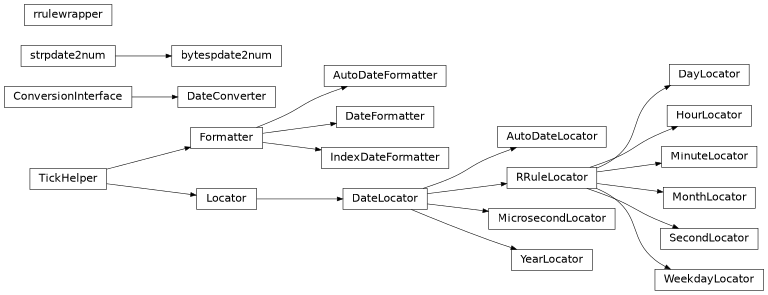 rrulewrapper
strpdate2num
bytespdate2num
ConversionInterface
DateConverter
TickHelper
Formatter
Locator
AutoDateFormatter
DateFormatter
IndexDateFormatter
DateLocator
AutoDateLocator
RRuleLocator
MicrosecondLocator
YearLocator
DayLocator
HourLocator
MinuteLocator
MonthLocator
SecondLocator
WeekdayLocator